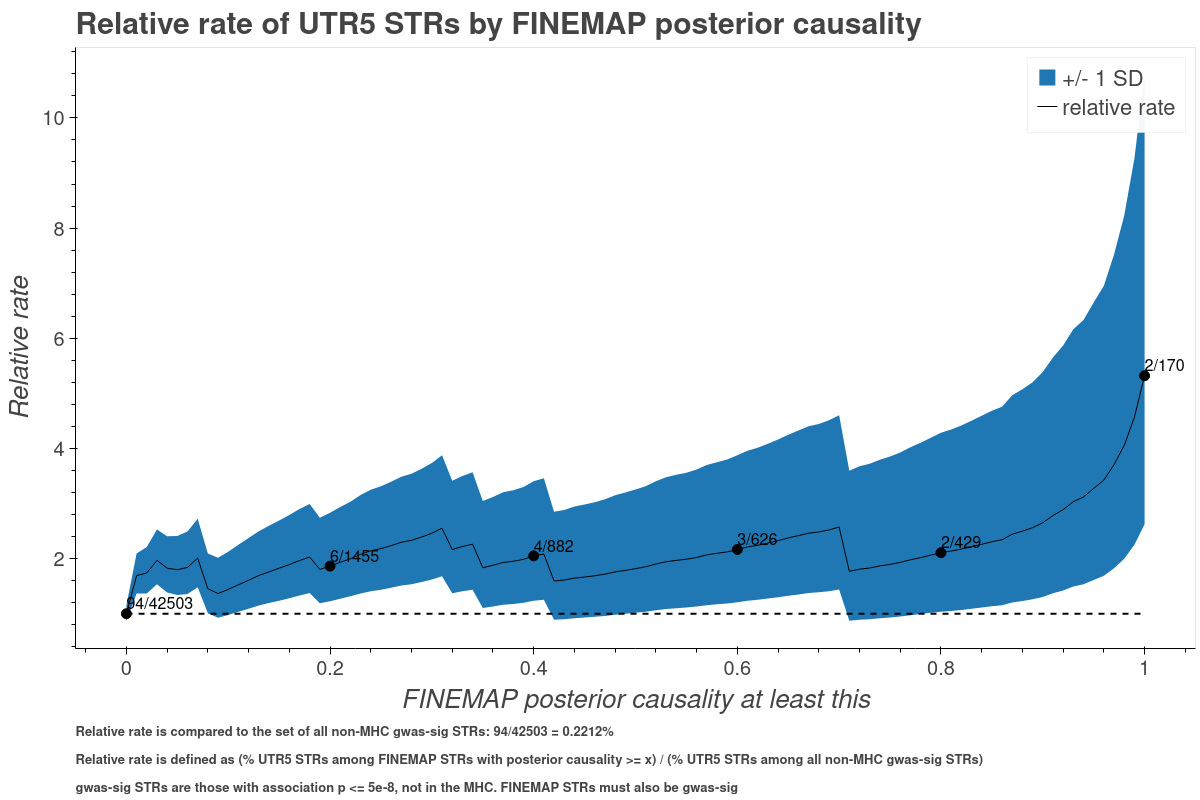 Relative rate of UTR5 STRs by FINEMAP posterior causality
+/- 1 SD
relative rate
10
8
6
4
2
Relative rate
94/42503
6/1455
4/882
3/626
2/429
2/170
0
0.2
0.4
0.6
0.8
1
FINEMAP posterior causality at least this
Relative rate is compared to the set of all non-MHC gwas-sig STRs: 94/42503 = 0.2212%
Relative rate is defined as (% UTR5 STRs among FINEMAP STRs with posterior causality >= x) / (% UTR5 STRs among all non-MHC gwas-sig STRs)
gwas-sig STRs are those with association p <= 5e-8, not in the MHC. FINEMAP STRs must also be gwas-sig